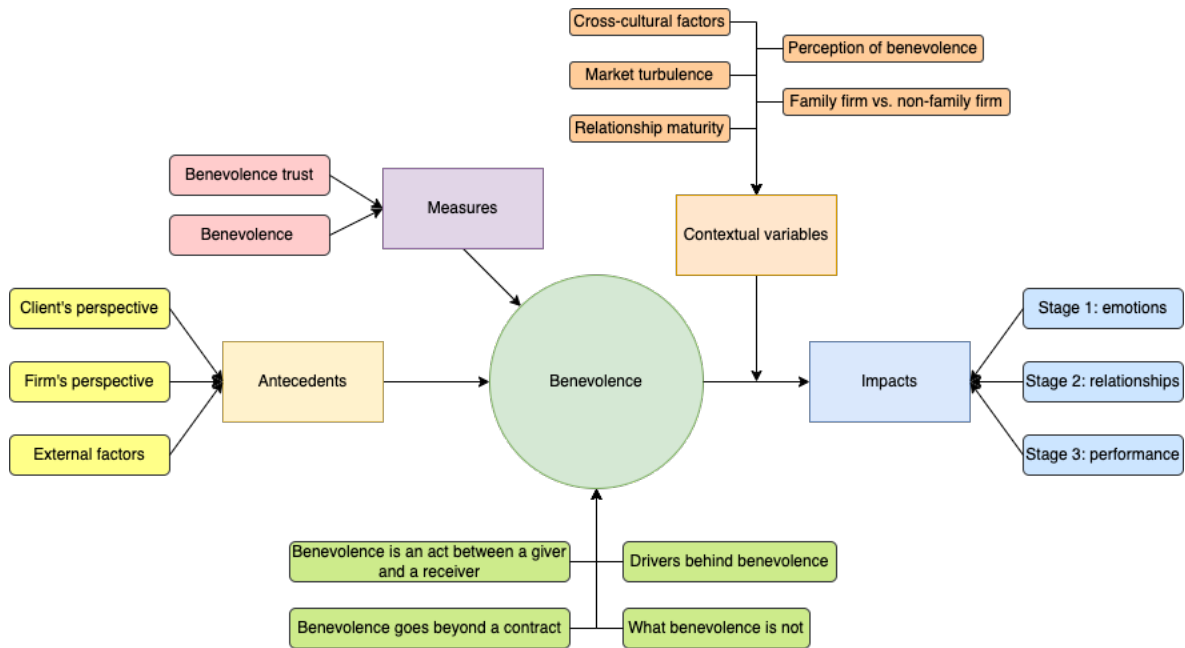 Cross-cultural factors
Perception of benevolence
Market turbulence
Family firm vs. non-family firm
Relationship maturity
Benevolence trust
Benevolence
Measures
Contextual variables
Client's perspective
Firm's perspective
External factors
Antecedents
Benevolence
Impacts
Stage 1: emotions
Stage 2: relationships
Stage 3: performance
Benevolence is an act between a giver
and a receiver
Drivers behind benevolence
Benevolence goes beyond a contract
What benevolence is not